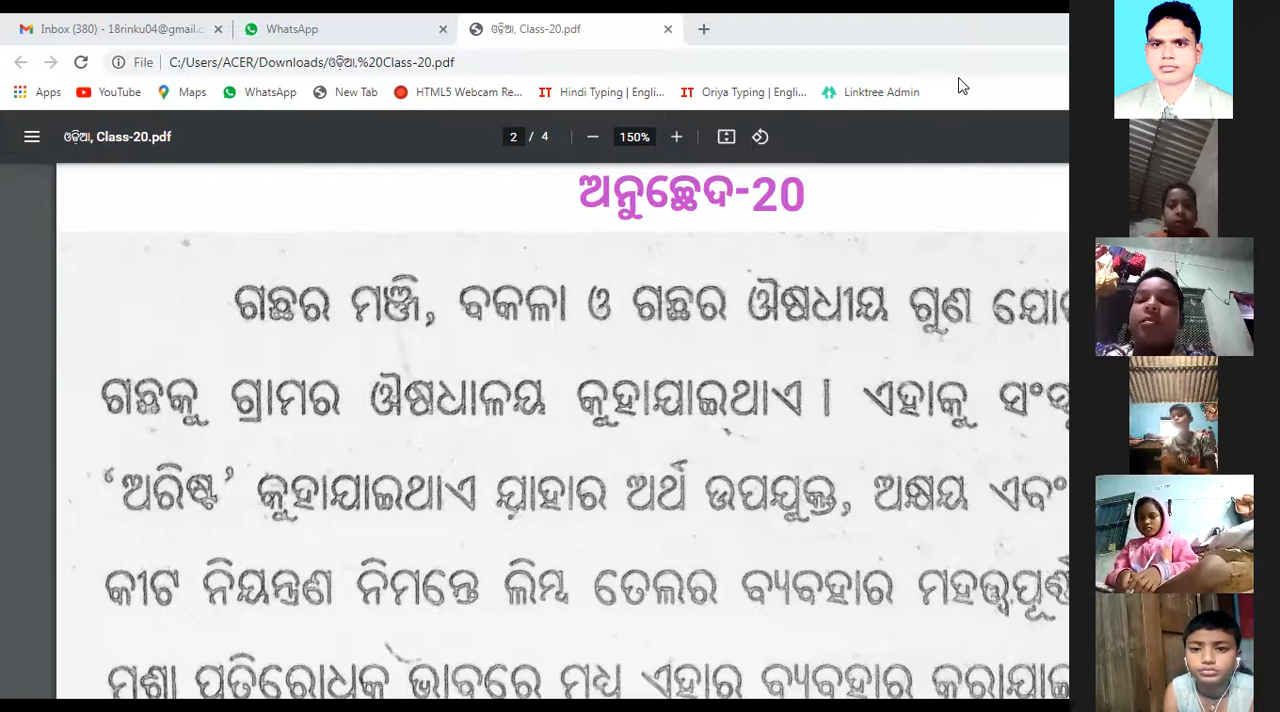 Inbox (380) - 18rinku04@gmail.c
WhatsApp
ଓଡ଼ିଆ, Class-20.pdf
File
C:/Users/ACER/Downloads/ଓଡ଼ିଆ,%20Class-20.pdf
Apps
YouTube
Maps
WhatsApp
New Tab
HTML5 Webcam Re...
Hindi Typing | Engli...
Oriya Typing | Engli...
Linktree Admin
ଓଡ଼ିଆ, Class-20.pdf
2 / 4
150%
ଅନୁଚ୍ଛେଦ-20
ଗଛର ମଞ୍ଜି, ବକଳା ଓ ଗଛର ଔଷଧୀୟ ଗୁଣ
ଗଛକୁ ଗ୍ରାମର ଔଷଧାଳୟ କୁହାଯାଇଥାଏ । ଏହାକୁ
‘ଅରିଷ୍ଟ’ କୁହାଯାଇଥାଏ ଯାହାର ଅର୍ଥ ଉପଯୁକ୍ତ, ଅକ୍ଷୟ ଏବଂ
କୀଟ ନିୟନ୍ତ୍ରଣ ନିମନ୍ତେ ଲିମ୍ବ ତେଲର ବ୍ୟବହାର ମହତ୍ତ୍ୱପୂର୍ଣ୍ଣ
ମଶା ପ୍ରତିରୋଧକ ଭାବରେ ମଧ୍ୟ ଏହାର ବ୍ୟବହାର